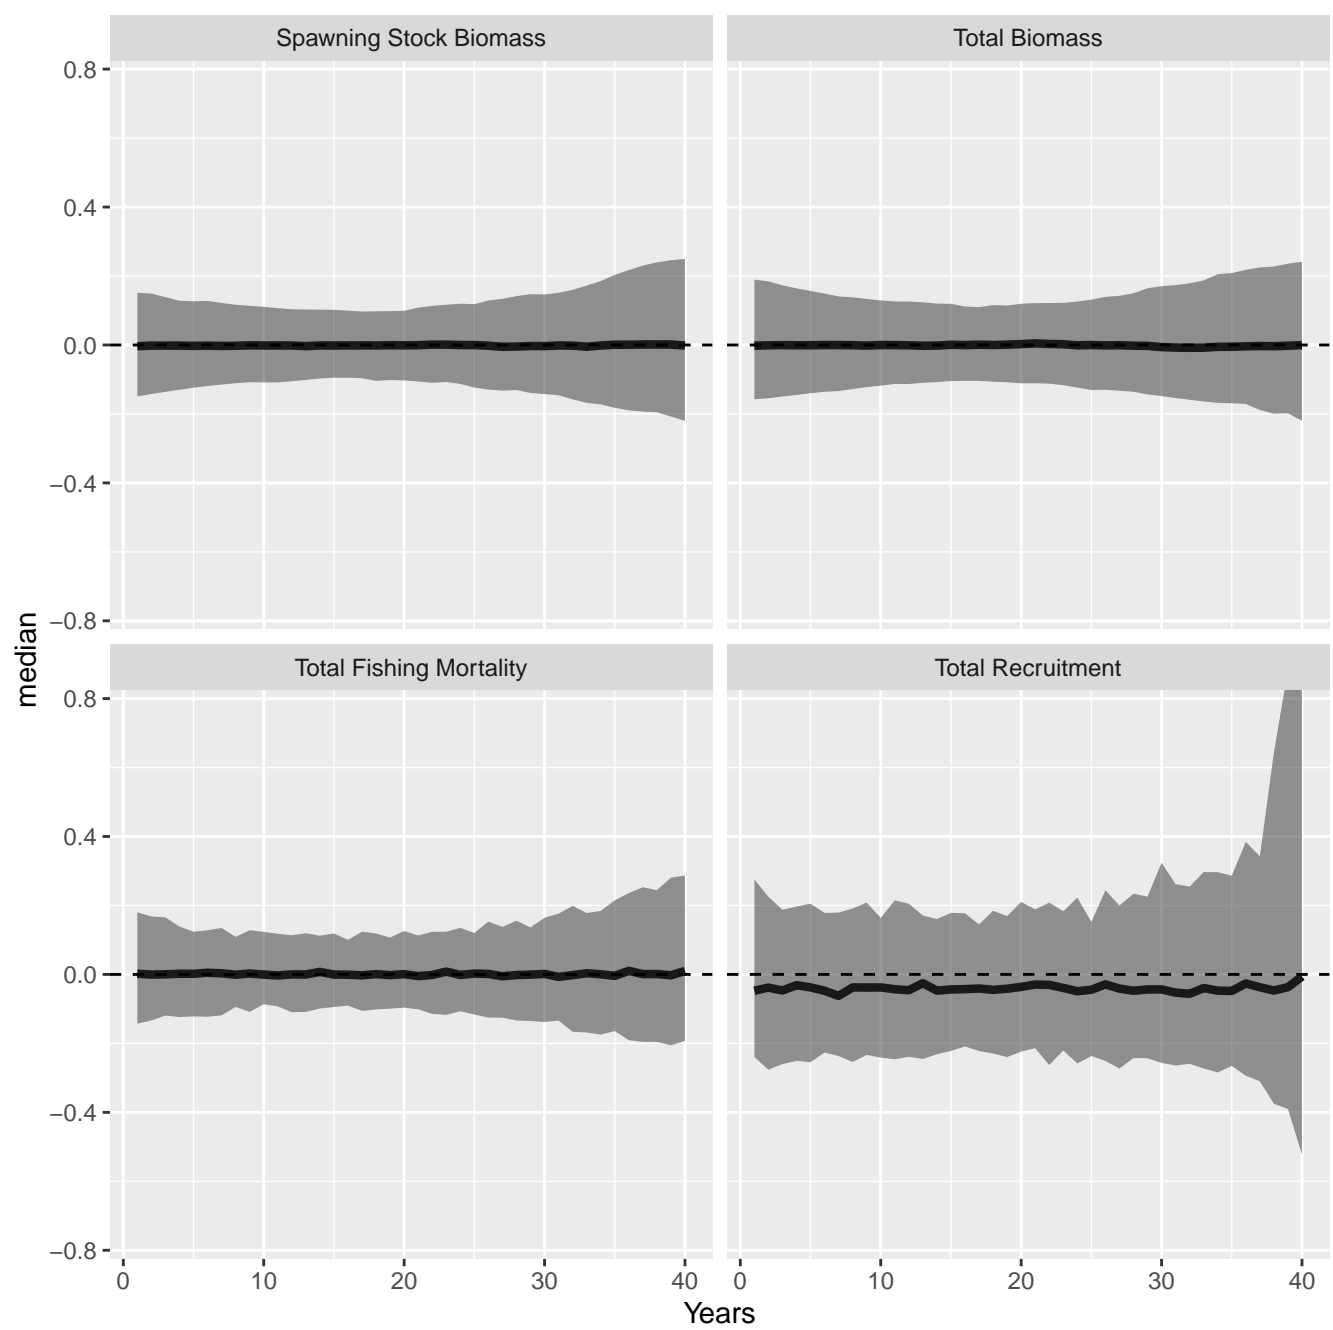 Spawning Stock Biomass
Total Biomass
0.8
0.4
0.0
−0.4
−0.8
median
Total Fishing Mortality
Total Recruitment
0.8
0.4
0.0
−0.4
−0.8
0 10 20 30 40
0 10 20 30 40
Years